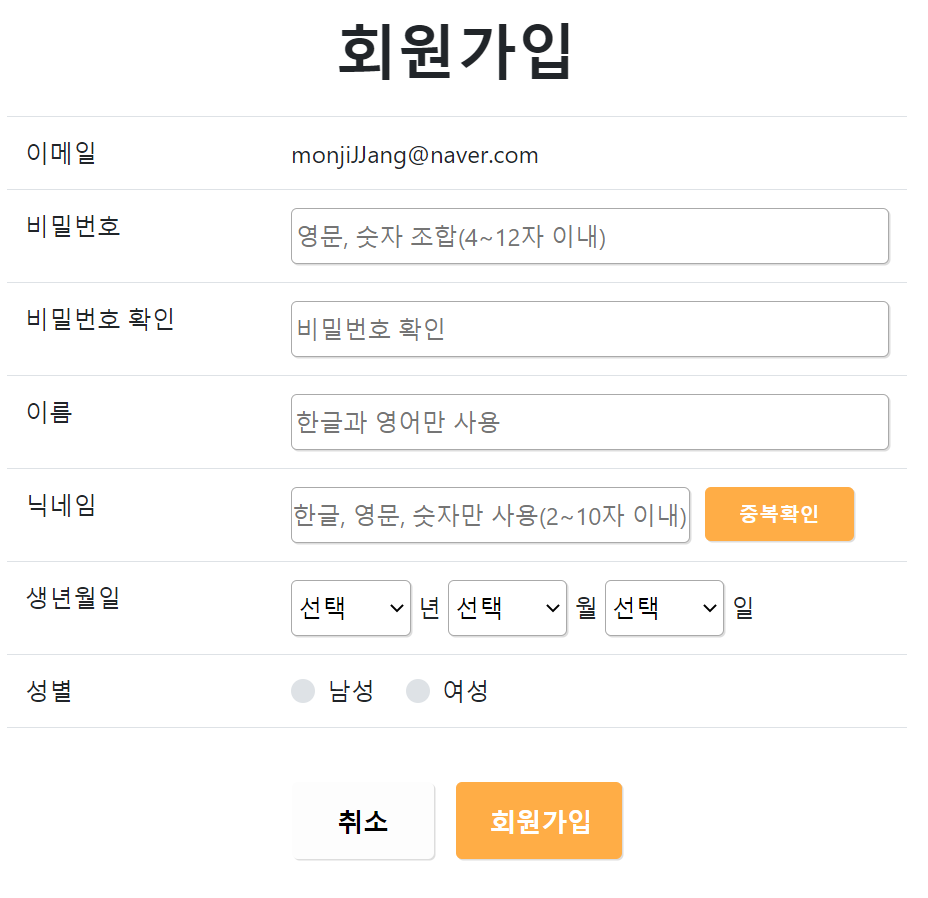 회원가입
이메일 monjiJJang@naver.com
비밀번호 영문, 숫자 조합(4~12자 이내)
비밀번호 확인 비밀번호 확인
이름 한글과 영어만 사용
닉네임 한글, 영문, 숫자만 사용(2~10자 이내) 중복확인
생년월일 선택 년 선택 월 선택 일
성별 남성 여성
취소 회원가입